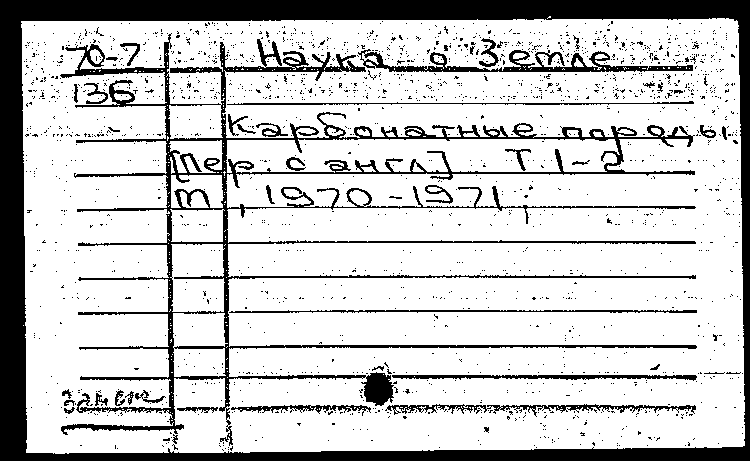 70-7 Наука о Земле
136
Карбонатные породы.
[Пер. с англ] Т. 1-2
М., 1970-1971;